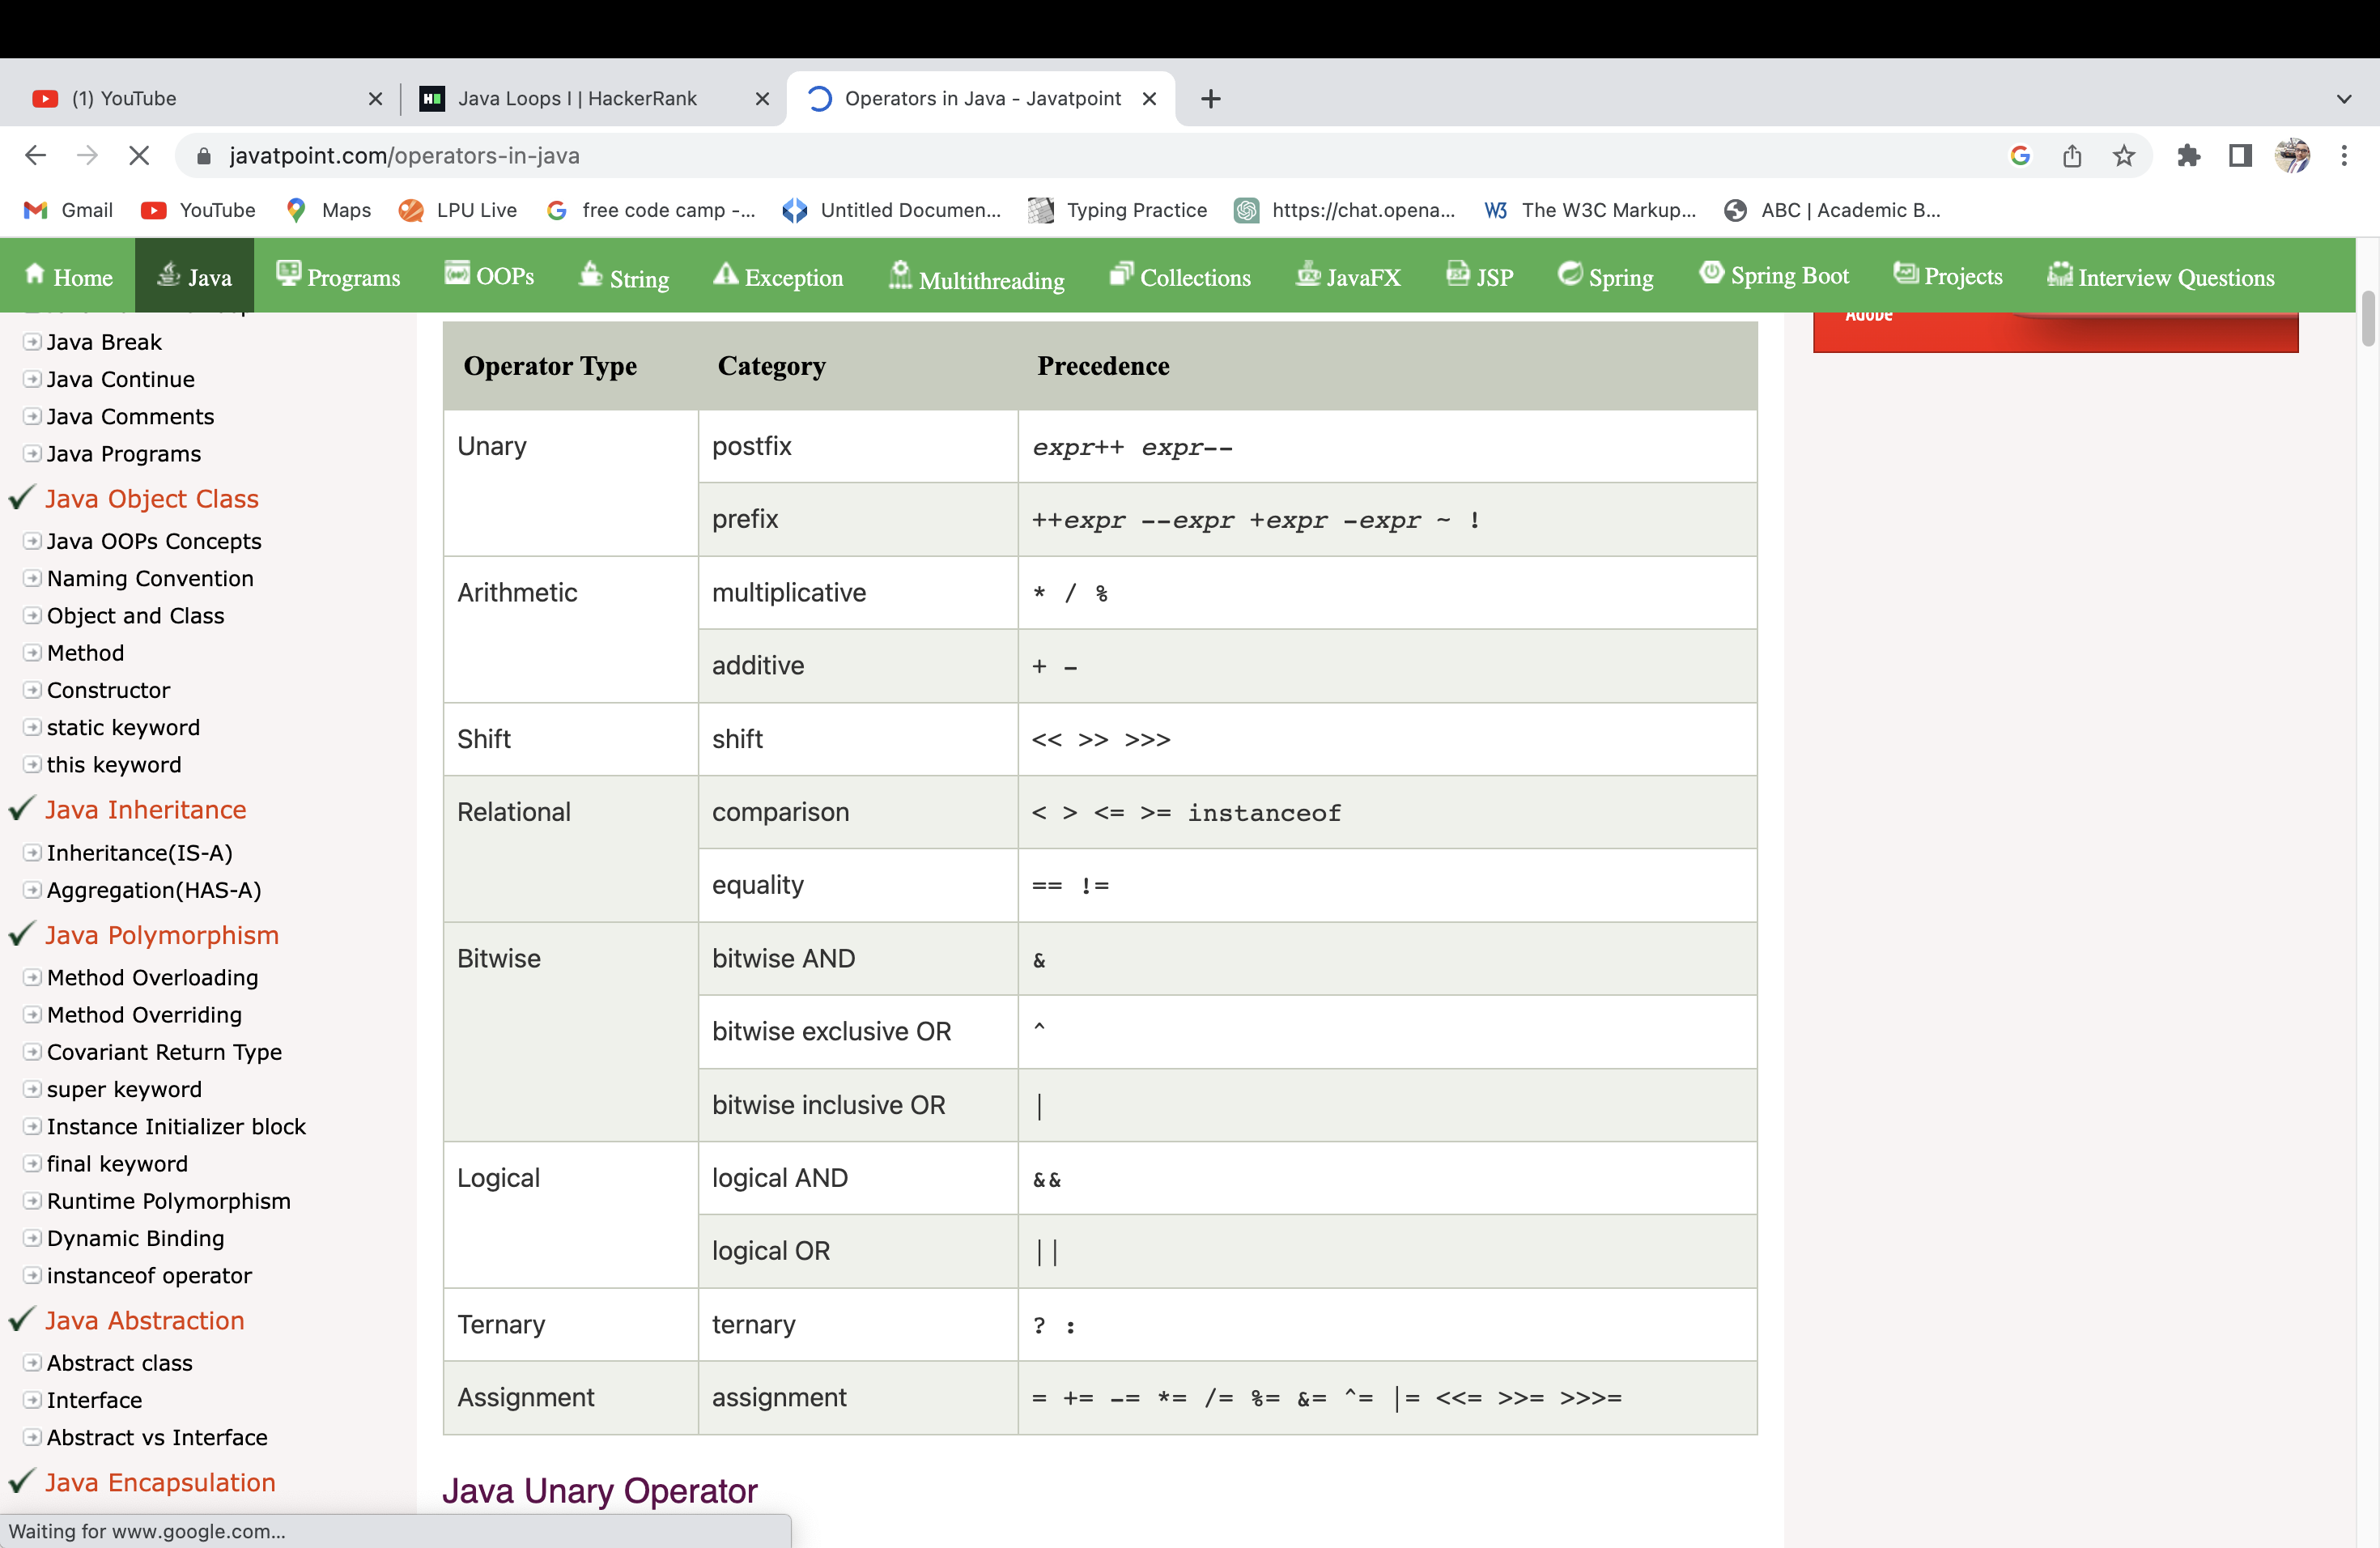 (1) YouTube
Java Loops I | HackerRank
Operators in Java - Javatpoint
javatpoint.com/operators-in-java
Gmail YouTube Maps LPU Live free code camp -... Untitled Documen... Typing Practice https://chat.opena... The W3C Markup... ABC | Academic B...
Home Java Programs OOPs String Exception Multithreading Collections JavaFX JSP Spring Spring Boot Projects Interview Questions
Java Break
Java Continue
Java Comments
Java Programs
Java Object Class
Java OOPs Concepts
Naming Convention
Object and Class
Method
Constructor
static keyword
this keyword
Java Inheritance
Inheritance(IS-A)
Aggregation(HAS-A)
Java Polymorphism
Method Overloading
Method Overriding
Covariant Return Type
super keyword
Instance Initializer block
final keyword
Runtime Polymorphism
Dynamic Binding
instanceof operator
Java Abstraction
Abstract class
Interface
Abstract vs Interface
Java Encapsulation
Operator Type Category Precedence
Unary postfix expr++ expr--
prefix ++expr --expr +expr -expr ~ !
Arithmetic multiplicative * / %
additive + -
Shift shift << >> >>>
Relational comparison < > <= >= instanceof
equality == !=
Bitwise bitwise AND &
bitwise exclusive OR ^
bitwise inclusive OR |
Logical logical AND &&
logical OR ||
Ternary ternary ? :
Assignment assignment = += -= *= /= %= &= ^= |= <<= >>= >>>=
Java Unary Operator
Adobe
Waiting for www.google.com...